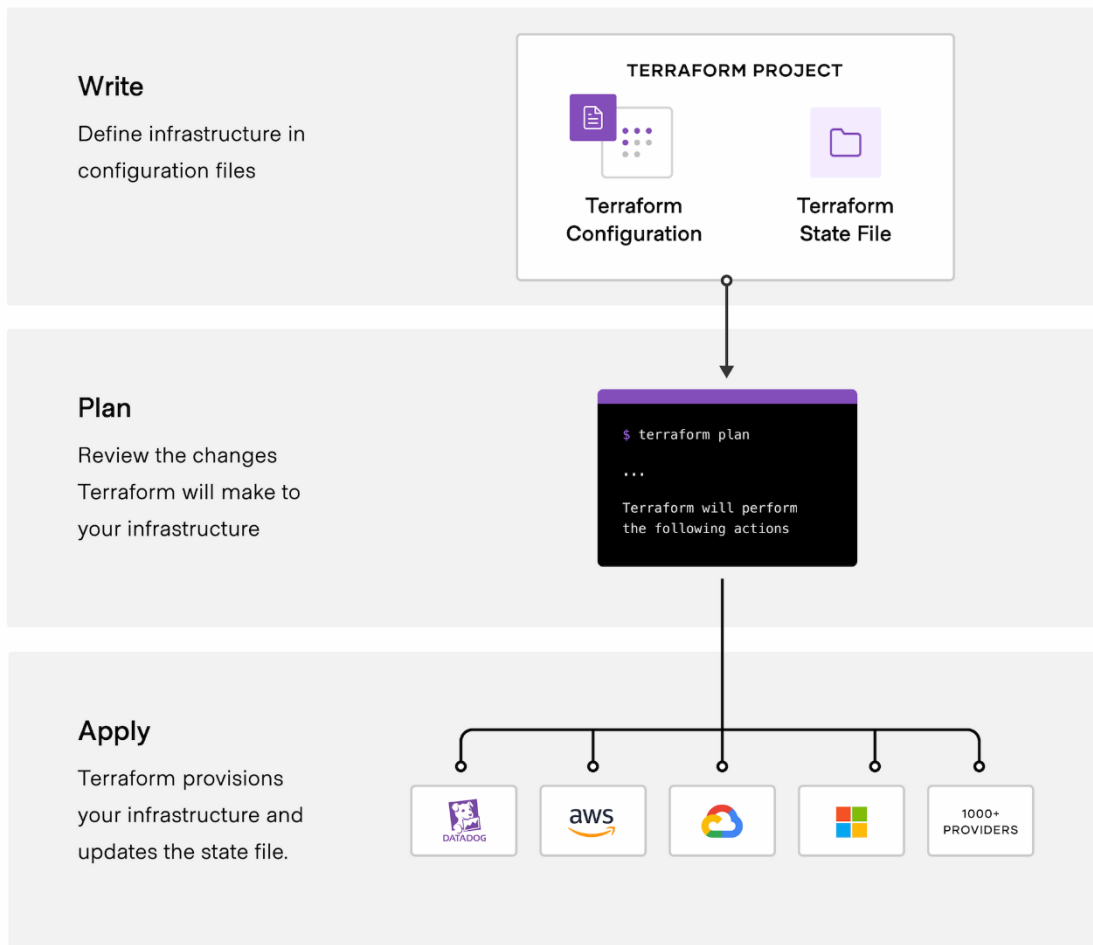 Write
Define infrastructure in
configuration files
TERRAFORM PROJECT
Terraform
Configuration
Terraform
State File
Plan
Review the changes
Terraform will make to
your infrastructure
$ terraform plan
...
Terraform will perform
the following actions
Apply
Terraform provisions
your infrastructure and
updates the state file.
DATADOG
aws
1000+
PROVIDERS